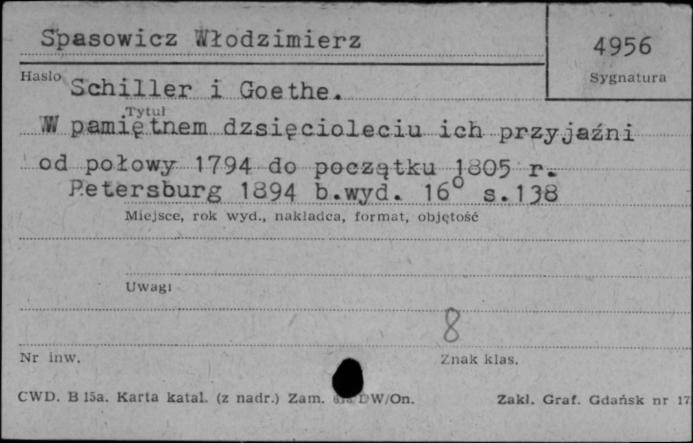 Spasowicz Włodzimierz
4956
Hasło
Sygnatura
Schiller i Goethe.
Tytuł
W pamiętnem dzsięcioleciu ich przyjaźni
od połowy 1794 do początku 1805 r.
Petersburg 1894 b.wyd. 16° s.138
Miejsce, rok wyd., nakładca, format, objętość
Uwagi
8
Nr inw.
Znak klas.
CWD. B 15a. Karta katal. (z nadr.) Zam. DW/On.
Zakł. Graf. Gdańsk nr 17